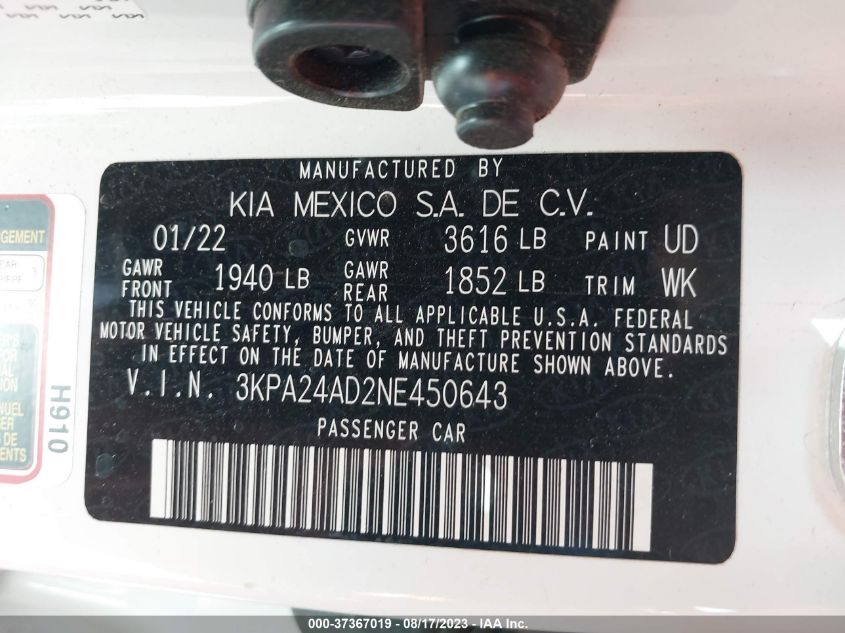 MANUFACTURED BY
KIA MEXICO S.A. DE C.V.
01/22 GVWR 3616 LB PAINT UD
GAWR FRONT 1940 LB GAWR REAR 1852 LB TRIM WK
THIS VEHICLE CONFORMS TO ALL APPLICABLE U.S.A. FEDERAL
MOTOR VEHICLE SAFETY, BUMPER, AND THEFT PREVENTION STANDARDS
IN EFFECT ON THE DATE OF MANUFACTURE SHOWN ABOVE.
V.I.N. 3KPA24AD2NE450643
PASSENGER CAR
H910
000-37367019 - 08/17/2023 - IAA Inc.